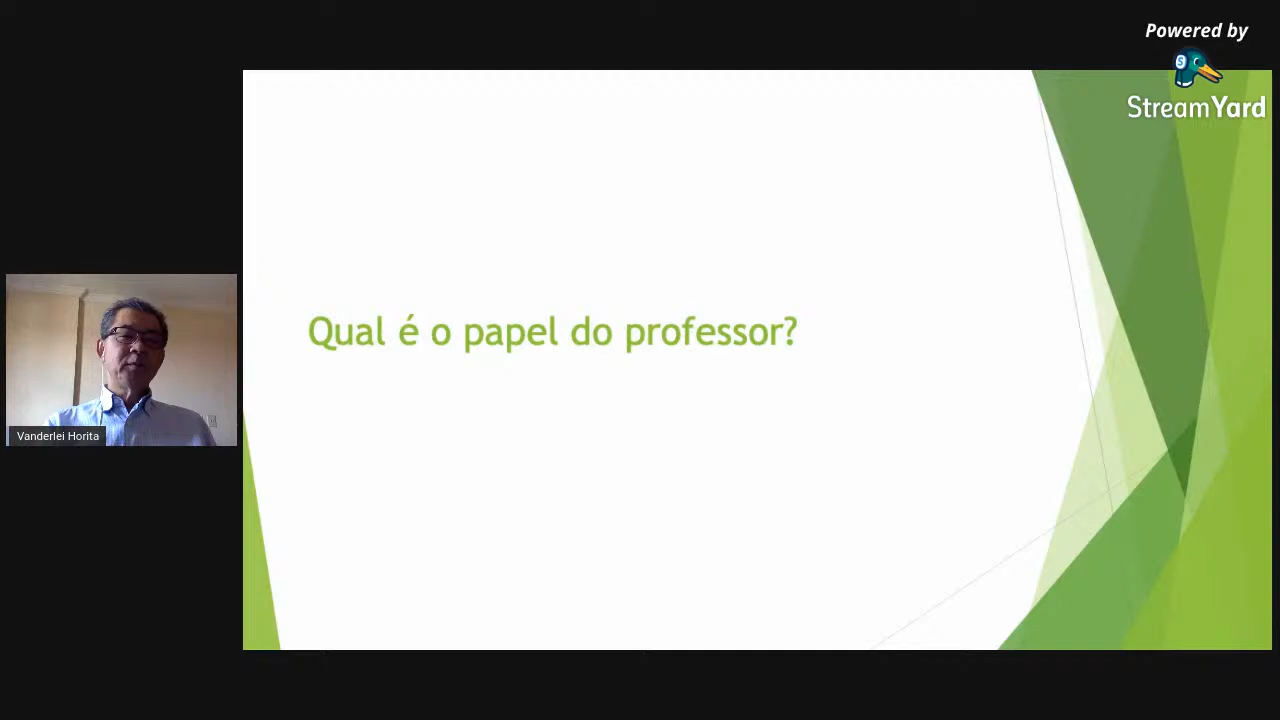 Powered by
StreamYard
Qual é o papel do professor?
Vanderlei Horita